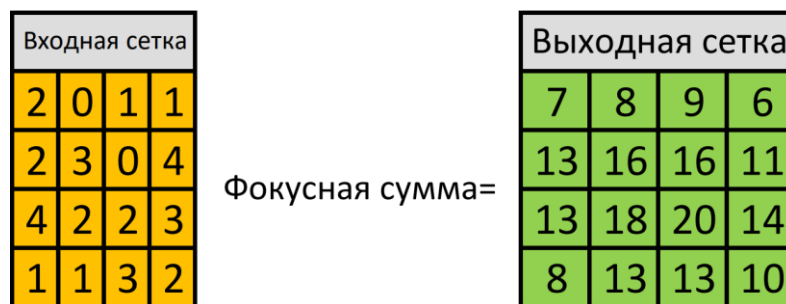 Входная сетка
2 0 1 1
2 3 0 4
4 2 2 3
1 1 3 2
Фокусная сумма=
Выходная сетка
7 8 9 6
13 16 16 11
13 18 20 14
8 13 13 10